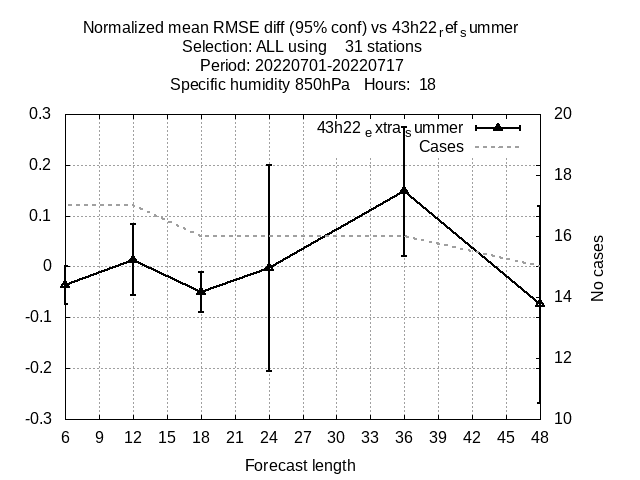 Normalized mean RMSE diff (95% conf) vs 43h22refsummer
Selection: ALL using 31 stations
Period: 20220701-20220717
Specific humidity 850hPa Hours: 18
43h22extrasummer
Cases
0.3
0.2
0.1
0
-0.1
-0.2
-0.3
20
18
16
14
12
10
No cases
6 9 12 15 18 21 24 27 30 33 36 39 42 45 48
Forecast length